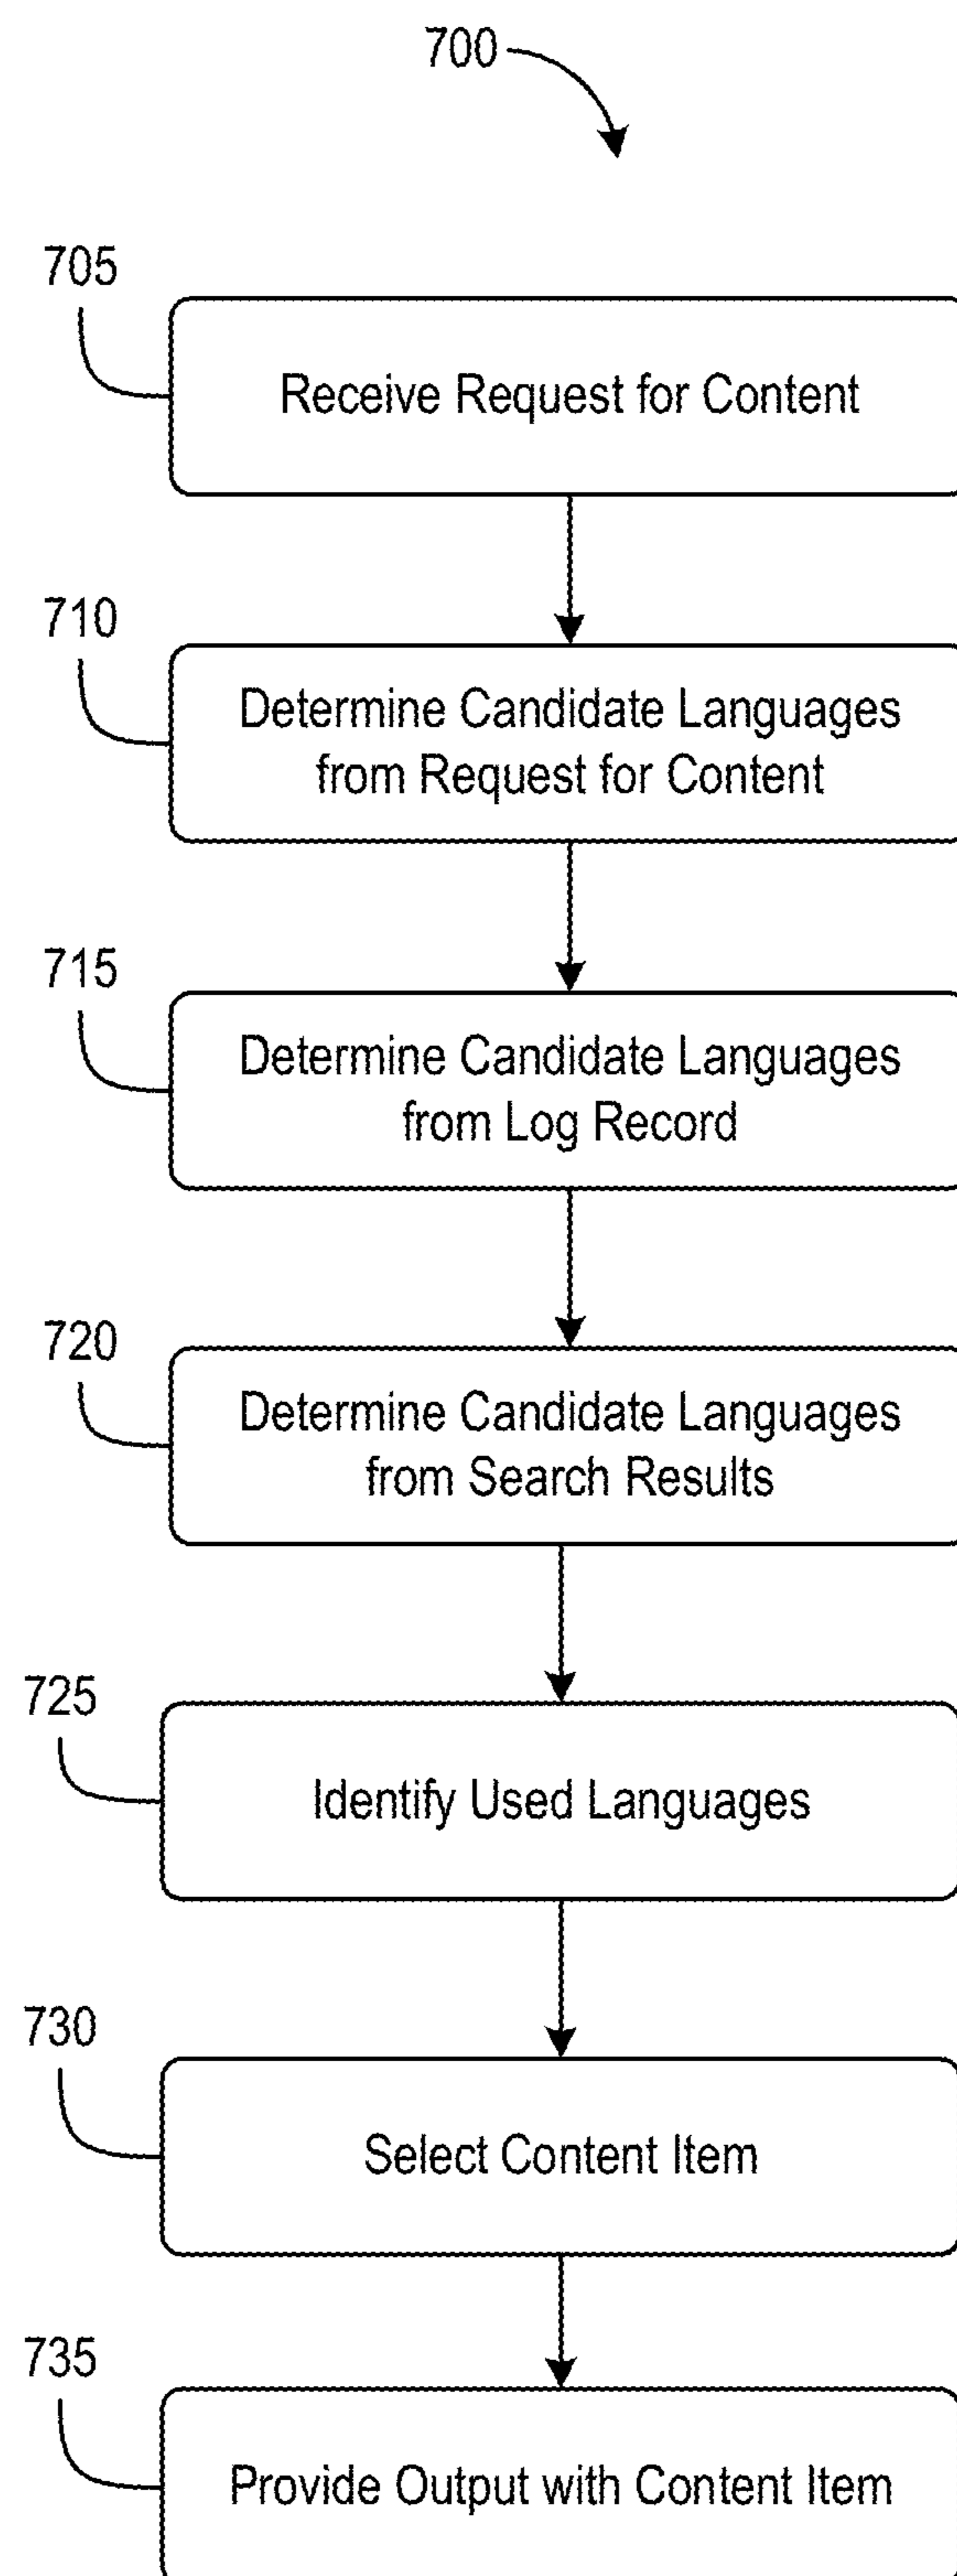 700
705
Receive Request for Content
710
Determine Candidate Languages
from Request for Content
715
Determine Candidate Languages
from Log Record
720
Determine Candidate Languages
from Search Results
725
Identify Used Languages
730
Select Content Item
735
Provide Output with Content Item